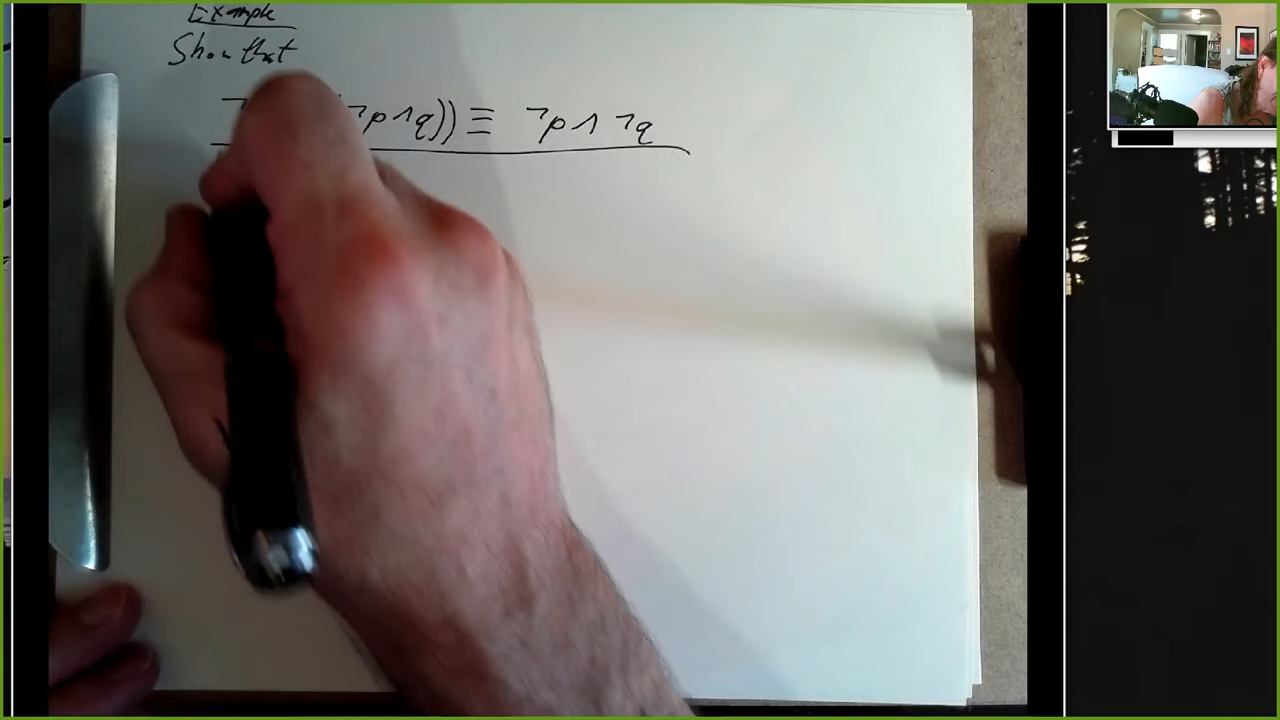 Example
Show that
¬ (¬p∧q)) ≡ ¬p∧¬q